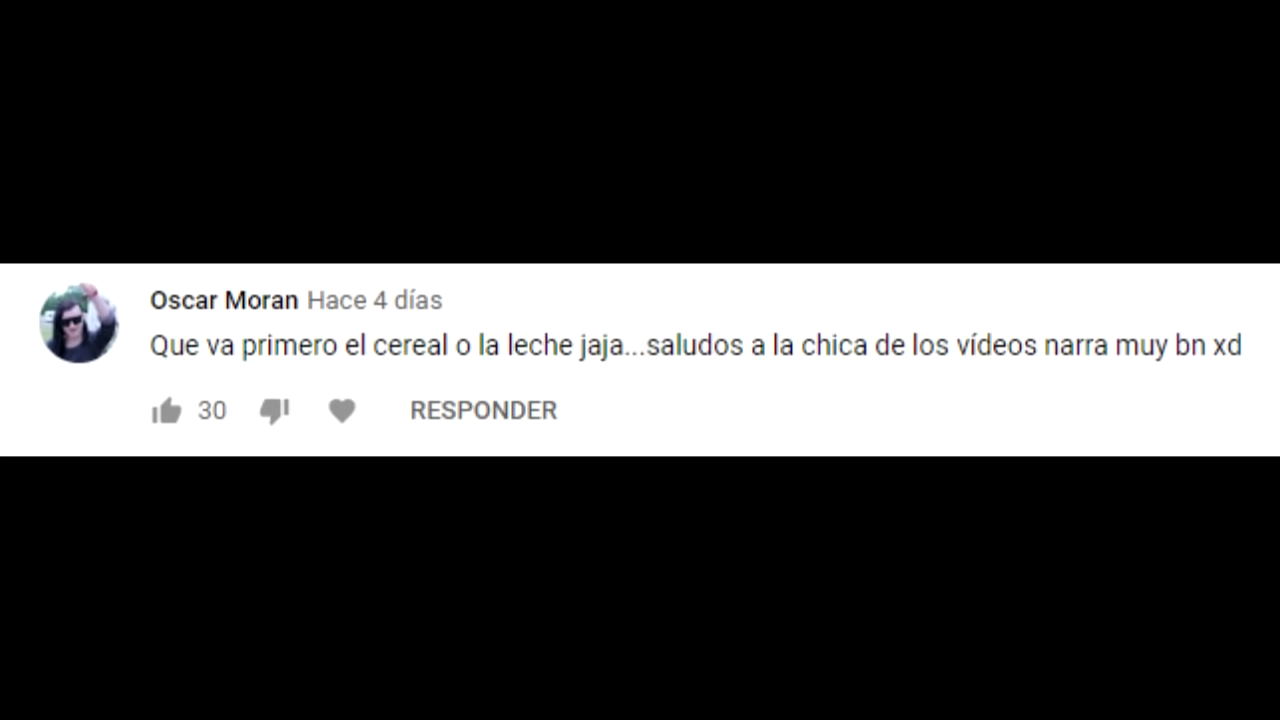 Oscar Moran Hace 4 días
Que va primero el cereal o la leche jaja...saludos a la chica de los vídeos narra muy bn xd
30 RESPONDER